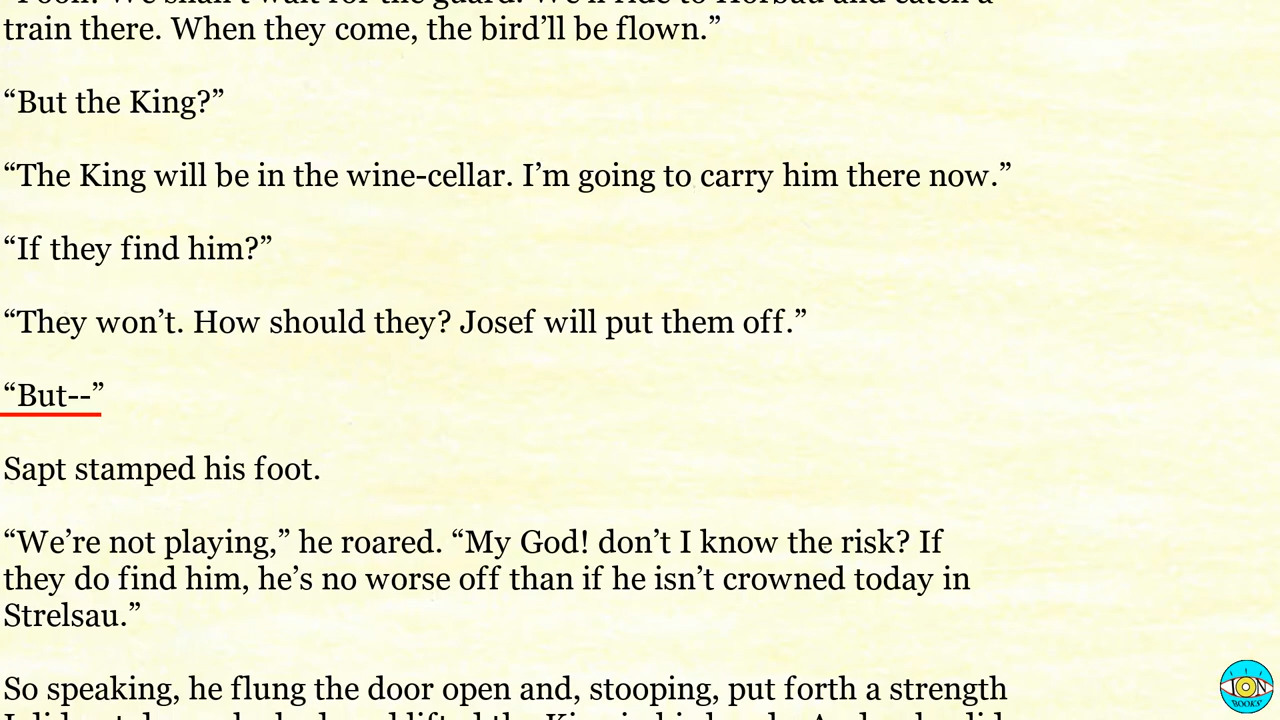 train there. When they come, the bird’ll be flown.”
“But the King?”
“The King will be in the wine-cellar. I’m going to carry him there now.”
“If they find him?”
“They won’t. How should they? Josef will put them off.”
“But--”
Sapt stamped his foot.
“We’re not playing,” he roared. “My God! don’t I know the risk? If
they do find him, he’s no worse off than if he isn’t crowned today in
Strelsau.”
So speaking, he flung the door open and, stooping, put forth a strength
ION
BOOKS